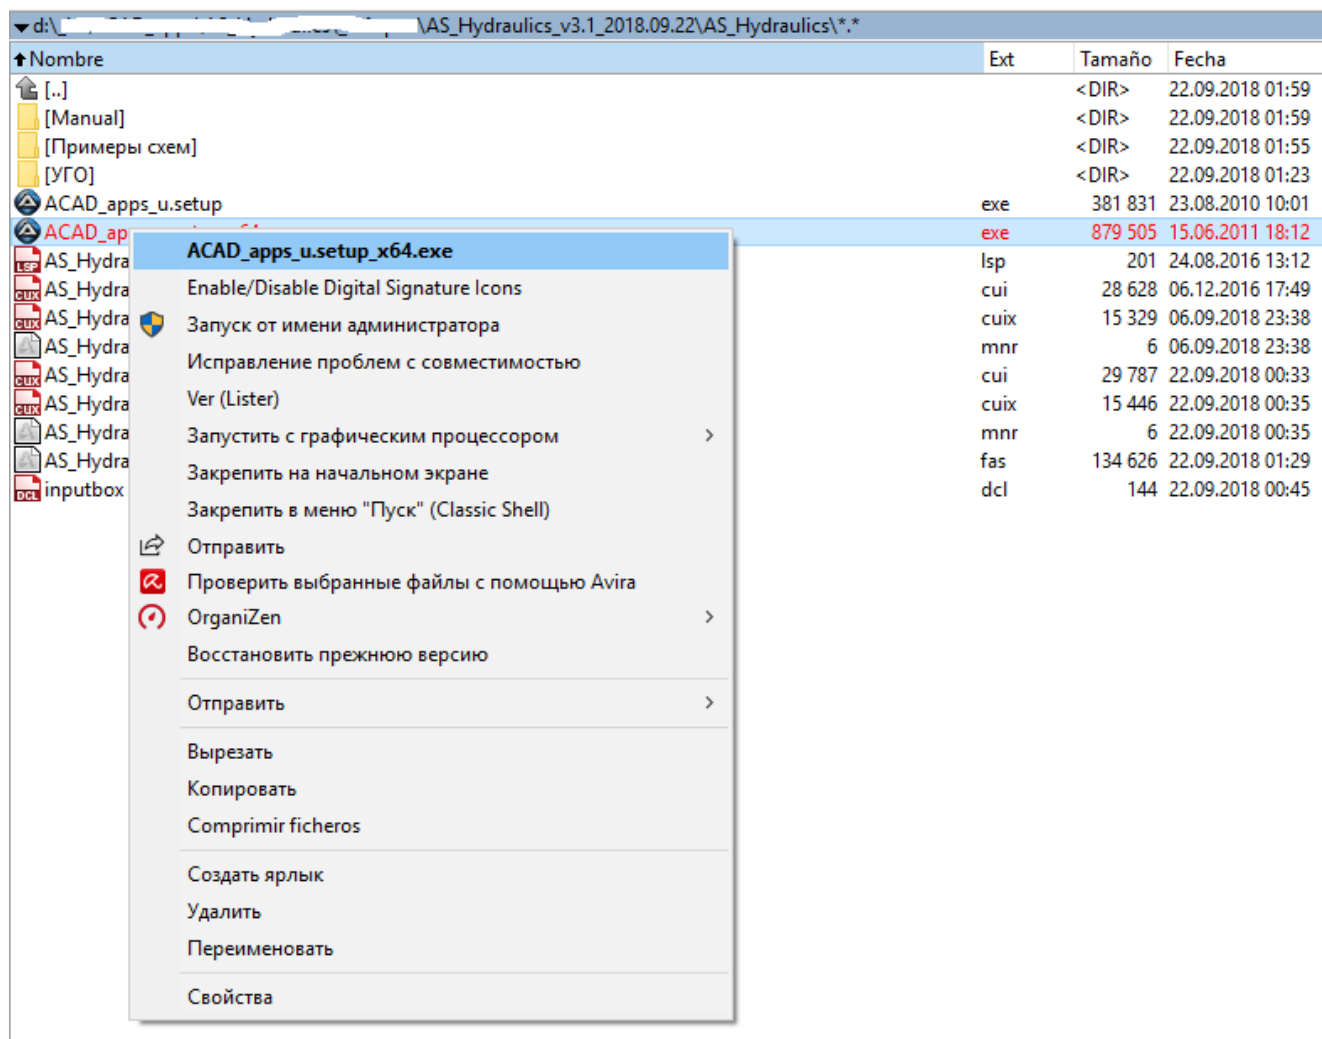 d:\ \AS_Hydraulics_v3.1_2018.09.22\AS_Hydraulics\*.*
Nombre Ext Tamaño Fecha
[..] <DIR> 22.09.2018 01:59
[Manual] <DIR> 22.09.2018 01:59
[Примеры схем] <DIR> 22.09.2018 01:55
[УГО] <DIR> 22.09.2018 01:23
ACAD_apps_u.setup exe 381 831 23.08.2010 10:01
ACAD_ap exe 879 505 15.06.2011 18:12
AS_Hydra lsp 201 24.08.2016 13:12
AS_Hydra cui 28 628 06.12.2016 17:49
AS_Hydra cuix 15 329 06.09.2018 23:38
AS_Hydra mnr 6 06.09.2018 23:38
AS_Hydra cui 29 787 22.09.2018 00:33
AS_Hydra cuix 15 446 22.09.2018 00:35
AS_Hydra mnr 6 22.09.2018 00:35
AS_Hydra fas 134 626 22.09.2018 01:29
inputbox dcl 144 22.09.2018 00:45
ACAD_apps_u.setup_x64.exe
Enable/Disable Digital Signature Icons
Запуск от имени администратора
Исправление проблем с совместимостью
Ver (Lister)
Запустить с графическим процессором
Закрепить на начальном экране
Закрепить в меню "Пуск" (Classic Shell)
Отправить
Проверить выбранные файлы с помощью Avira
OrganiZen
Восстановить прежнюю версию
Отправить
Вырезать
Копировать
Comprimir ficheros
Создать ярлык
Удалить
Переименовать
Свойства